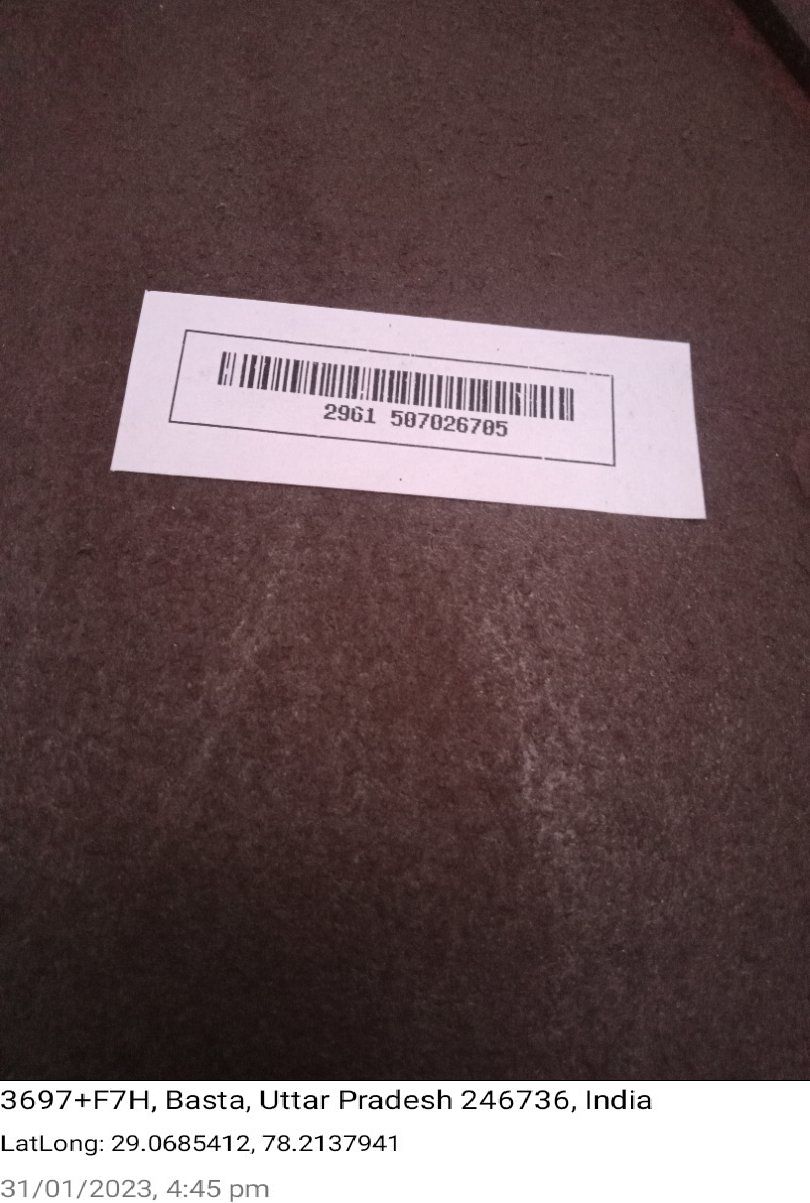 2961 507026705
3697+F7H, Basta, Uttar Pradesh 246736, India
LatLong: 29.0685412, 78.2137941
31/01/2023, 4:45 pm